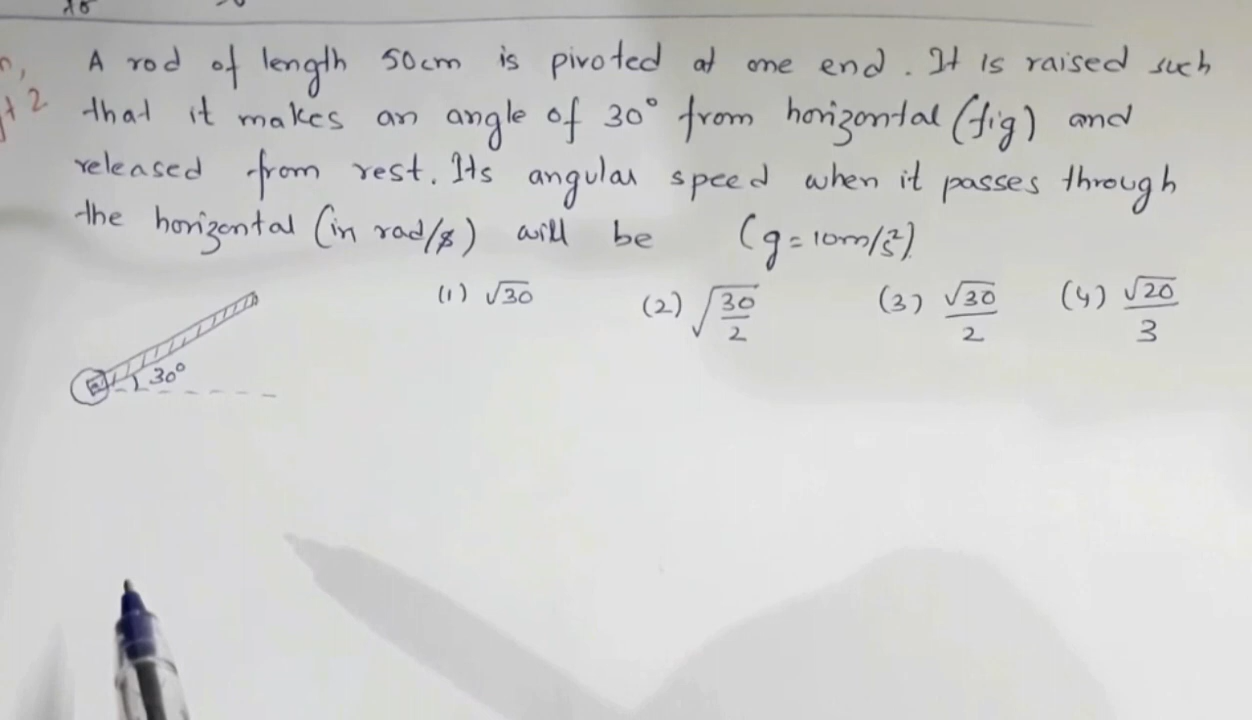 A rod of length 50cm is pivoted at one end. It is raised such
that it makes an angle of 30° from horizontal (fig) and
released from rest. Its angular speed when it passes through
the horizontal (in rad/s) will be (g = 10m/s²).
(1) √30 (2) √(30/2) (3) √30/2 (4) √20/3
30°